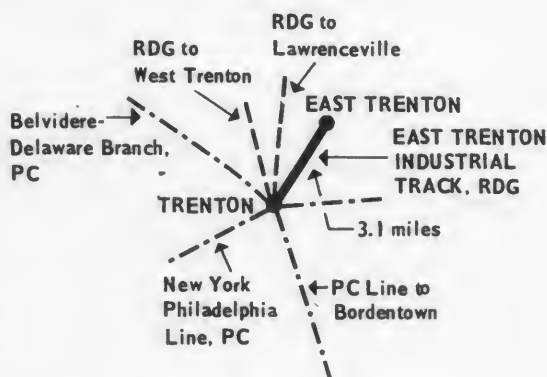 RDG to
Lawrenceville
RDG to
West Trenton
EAST TRENTON
Belvidere-
Delaware Branch,
PC
EAST TRENTON
INDUSTRIAL
TRACK, RDG
TRENTON
3.1 miles
New York
Philadelphia
Line, PC
PC Line to
Bordentown